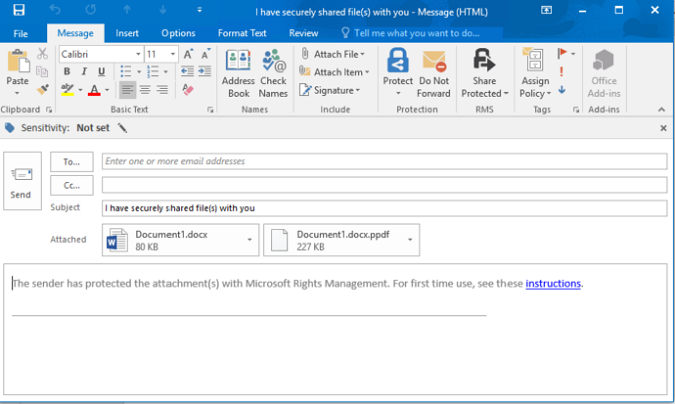 I have securely shared file(s) with you - Message (HTML)
File Message Insert Options Format Text Review Tell me what you want to do...
Calibri 11 A A Attach File Attach Item Signature
Paste B I U ab A Address Book Check Names Protect Do Not Forward Share Protected Assign Policy Office Add-ins
Clipboard Basic Text Names Include Protection RMS Tags Add-ins
Sensitivity: Not set
To... Enter one or more email addresses
Send
Cc...
Subject I have securely shared file(s) with you
Attached Document1.docx 80 KB Document1.docx.ppdf 227 KB
The sender has protected the attachment(s) with Microsoft Rights Management. For first time use, see these instructions.